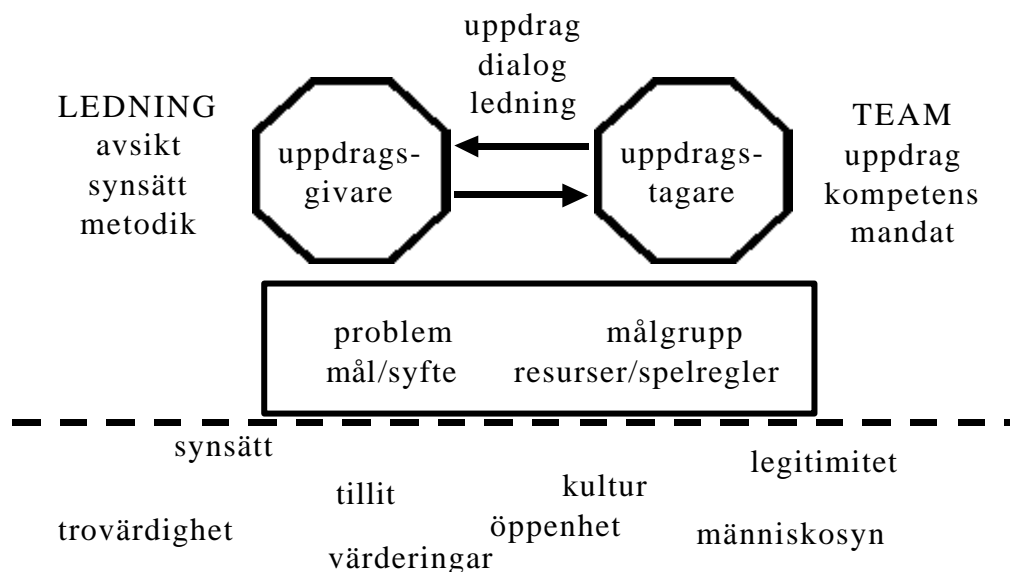 uppdrag
dialog
ledning
LEDNING
avsikt
synsätt
metodik
uppdrags-
givare
uppdrags-
tagare
TEAM
uppdrag
kompetens
mandat
problem
målgrupp
mål/syfte
resurser/spelregler
synsätt
legitimitet
tillit
kultur
trovärdighet
öppenhet
människosyn
värderingar